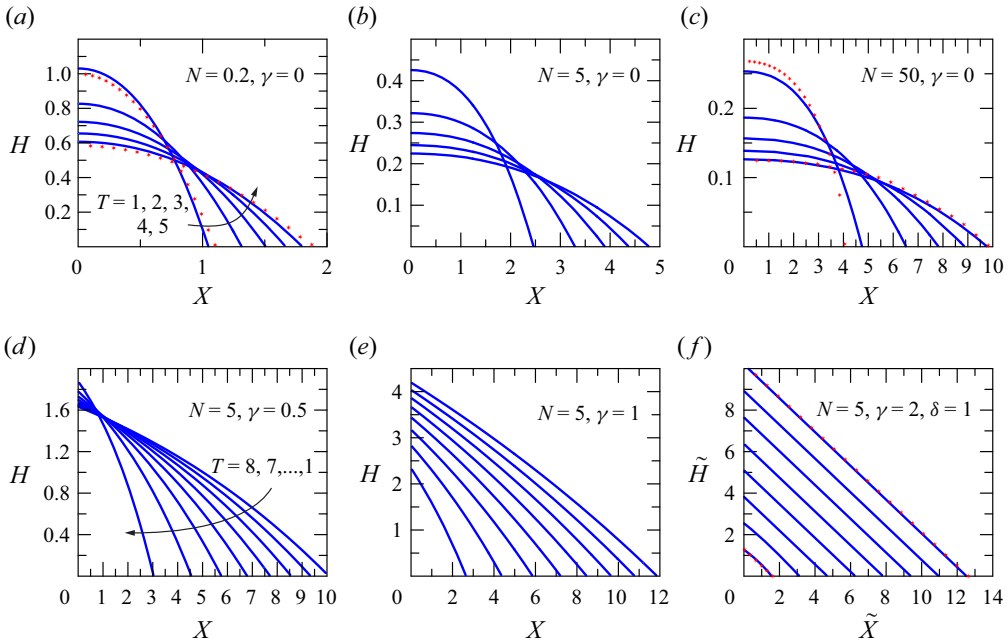 (a)
(b)
(c)
1.0
0.8
0.6
0.4
0.2
H
N = 0.2, γ = 0
T = 1, 2, 3,
4, 5
0 1 2
X
0.4
0.3
0.2
0.1
H
N = 5, γ = 0
0 1 2 3 4 5
X
0.2
0.1
H
N = 50, γ = 0
0 1 2 3 4 5 6 7 8 9 10
X
(d)
(e)
(f)
1.6
1.2
0.8
0.4
H
N = 5, γ = 0.5
T = 8, 7,...,1
0 1 2 3 4 5 6 7 8 9 10
X
4
3
2
1
H
N = 5, γ = 1
0 2 4 6 8 10 12
X
8
6
4
2
H̃
N = 5, γ = 2, δ = 1
0 2 4 6 8 10 12 14
X̃